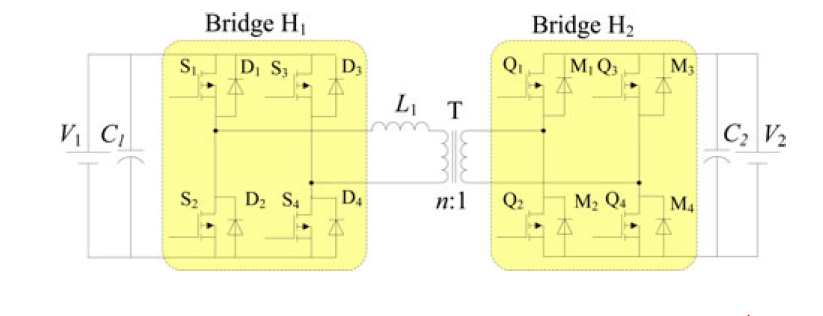 Bridge H₁ Bridge H₂
S₁ D₁ S₃ D₃ Q₁ M₁ Q₃ M₃
L₁ T
V₁ C₁ C₂ V₂
S₂ D₂ S₄ D₄ n:1 Q₂ M₂ Q₄ M₄